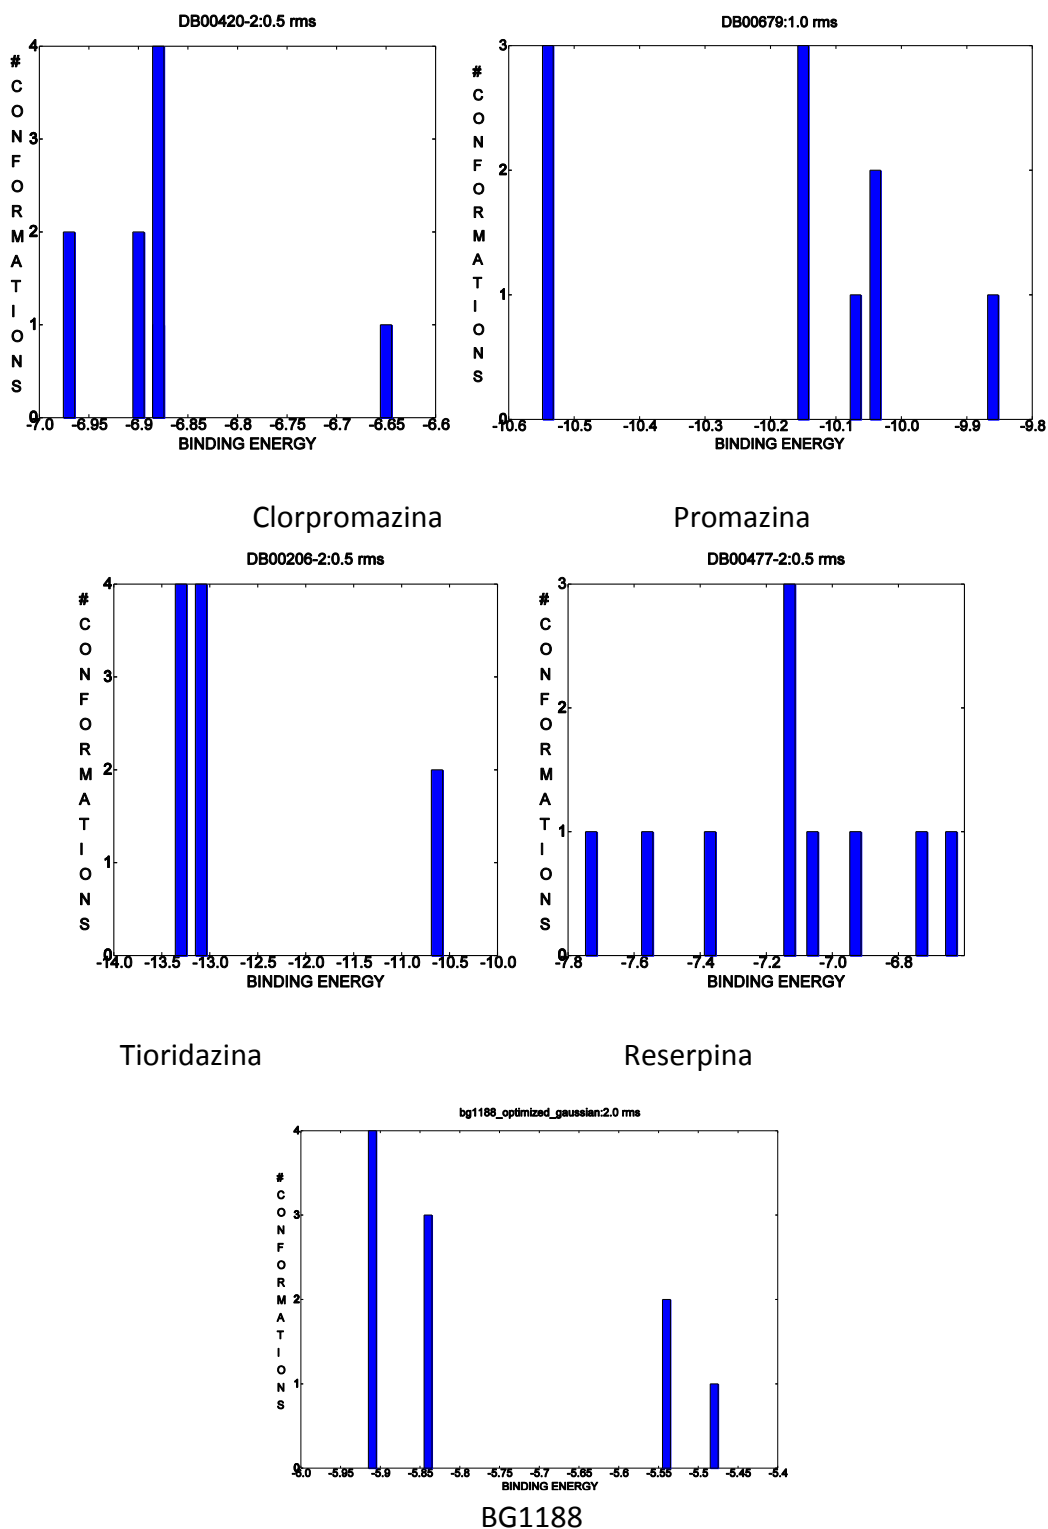 DB00420-2:0.5 rms
# CONFORMATIONS
4
3
2
1
0
-7.0 -6.95 -6.9 -6.85 -6.8 -6.75 -6.7 -6.65 -6.6
BINDING ENERGY
DB00679:1.0 rms
# CONFORMATIONS
3
2
1
0
-10.6 -10.5 -10.4 -10.3 -10.2 -10.1 -10.0 -9.9 -9.8
BINDING ENERGY
Clorpromazina
Promazina
DB00206-2:0.5 rms
# CONFORMATIONS
4
3
2
1
0
-14.0 -13.5 -13.0 -12.5 -12.0 -11.5 -11.0 -10.5 -10.0
BINDING ENERGY
DB00477-2:0.5 rms
# CONFORMATIONS
3
2
1
0
-7.8 -7.6 -7.4 -7.2 -7.0 -6.8
BINDING ENERGY
Tioridazina
Reserpina
bg1188_optimized_gaussian:2.0 rms
# CONFORMATIONS
4
3
2
1
0
-6.0 -5.95 -5.9 -5.85 -5.8 -5.75 -5.7 -5.65 -5.6 -5.55 -5.5 -5.45 -5.4
BINDING ENERGY
BG1188